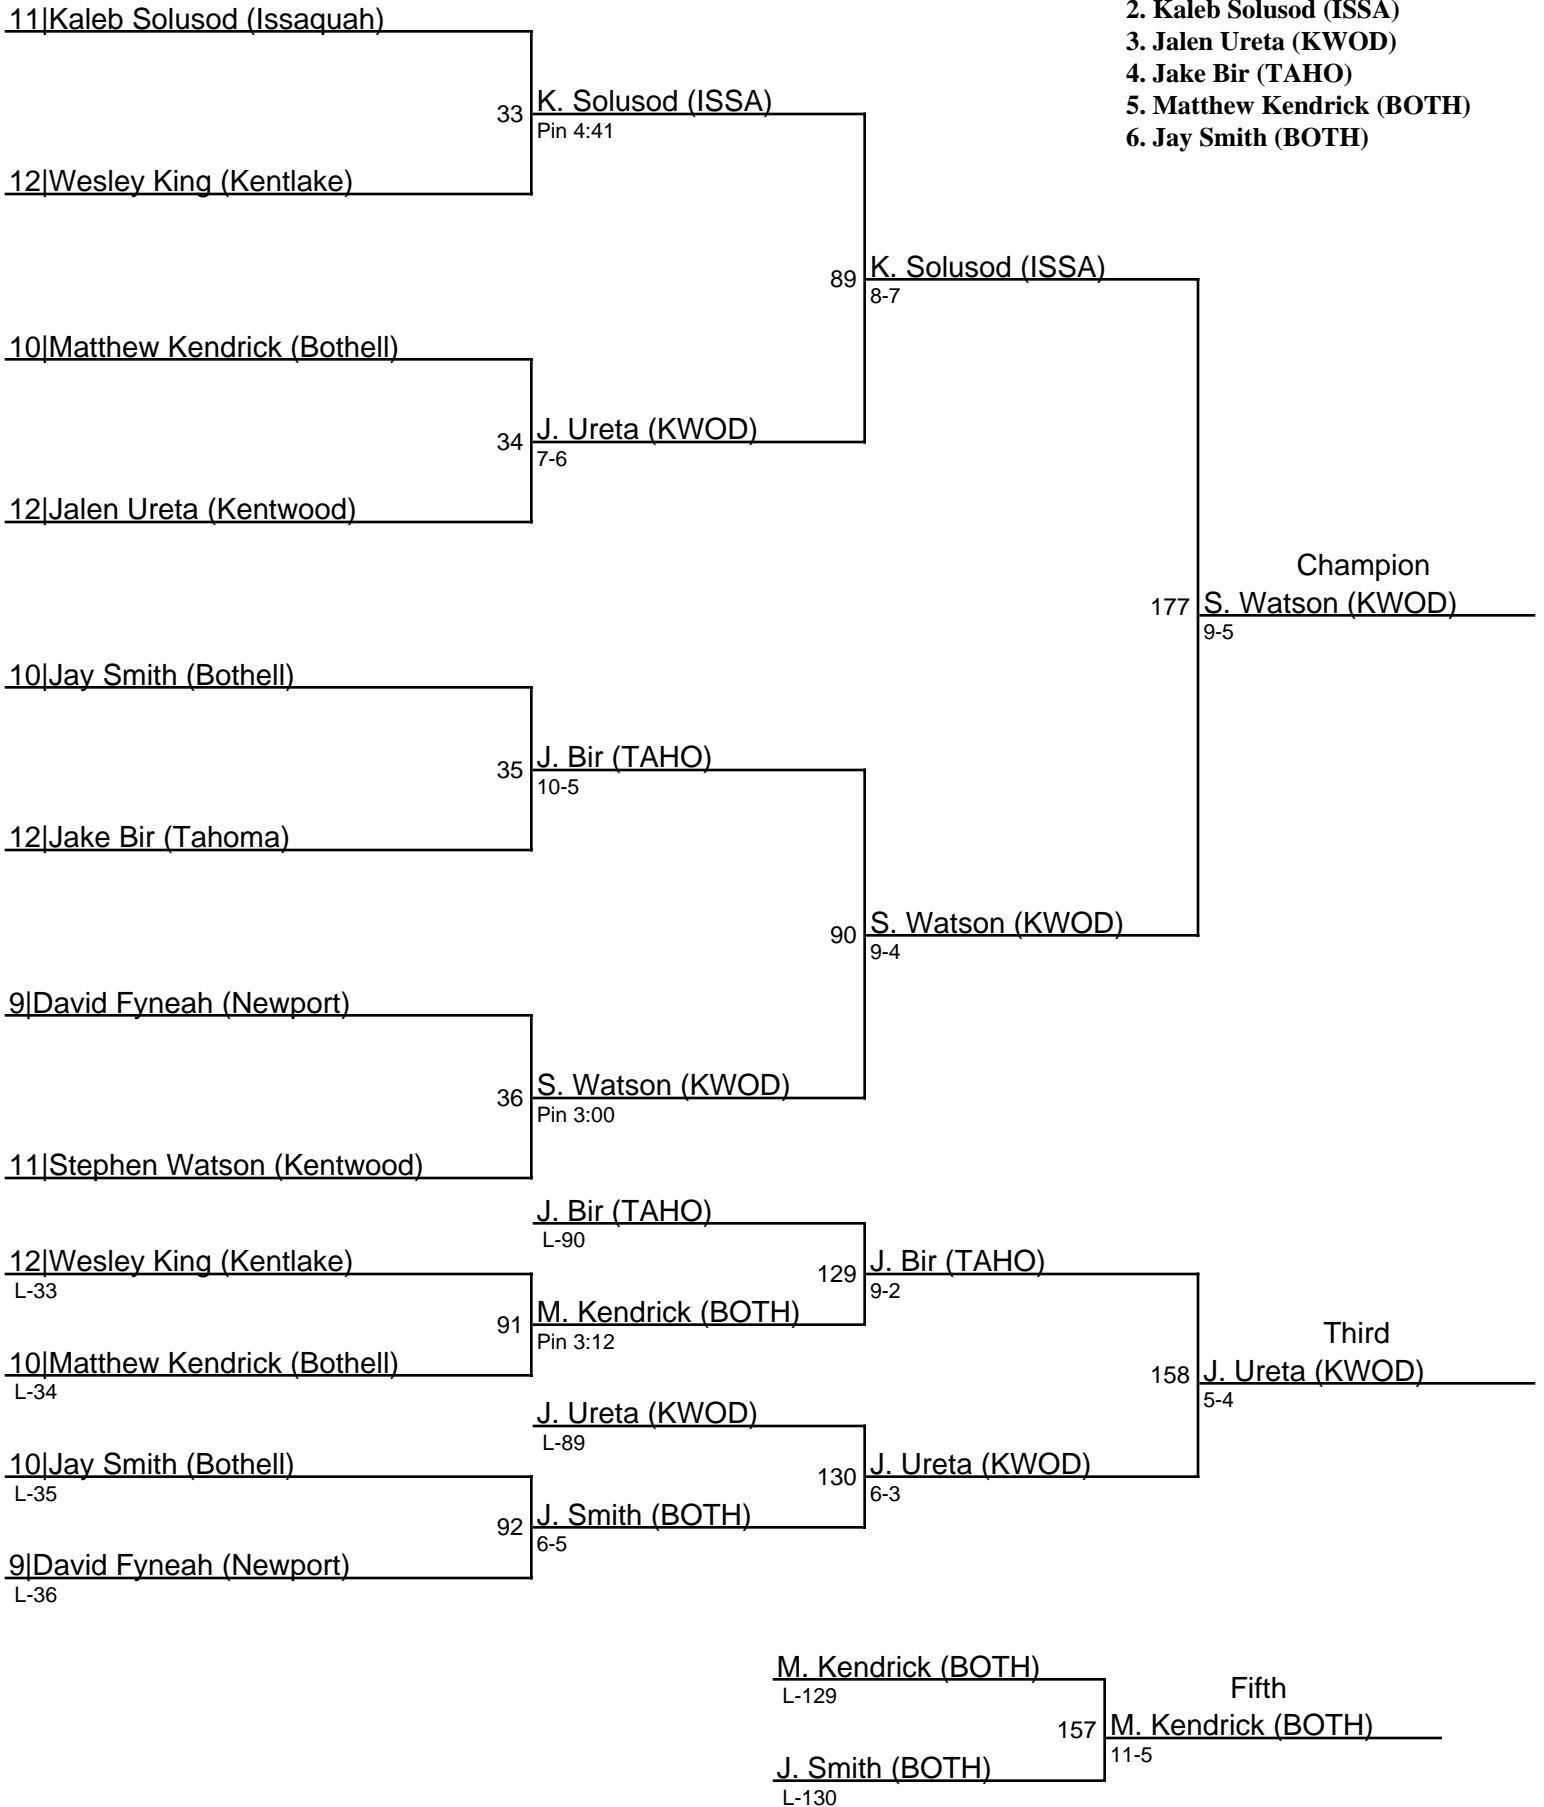 2. Kaleb Solusod (ISSA)
3. Jalen Ureta (KWOD)
4. Jake Bir (TAHO)
5. Matthew Kendrick (BOTH)
6. Jay Smith (BOTH)
11|Kaleb Solusod (Issaquah)
33
K. Solusod (ISSA)
Pin 4:41
12|Wesley King (Kentlake)
89
K. Solusod (ISSA)
8-7
10|Matthew Kendrick (Bothell)
34
J. Ureta (KWOD)
7-6
12|Jalen Ureta (Kentwood)
Champion
177
S. Watson (KWOD)
9-5
10|Jay Smith (Bothell)
35
J. Bir (TAHO)
10-5
12|Jake Bir (Tahoma)
90
S. Watson (KWOD)
9-4
9|David Fyneah (Newport)
36
S. Watson (KWOD)
Pin 3:00
11|Stephen Watson (Kentwood)
J. Bir (TAHO)
L-90
12|Wesley King (Kentlake)
L-33
129
J. Bir (TAHO)
9-2
91
M. Kendrick (BOTH)
Pin 3:12
10|Matthew Kendrick (Bothell)
L-34
Third
158
J. Ureta (KWOD)
5-4
J. Ureta (KWOD)
L-89
10|Jay Smith (Bothell)
L-35
130
J. Ureta (KWOD)
6-3
92
J. Smith (BOTH)
6-5
9|David Fyneah (Newport)
L-36
M. Kendrick (BOTH)
L-129
Fifth
157
M. Kendrick (BOTH)
11-5
J. Smith (BOTH)
L-130